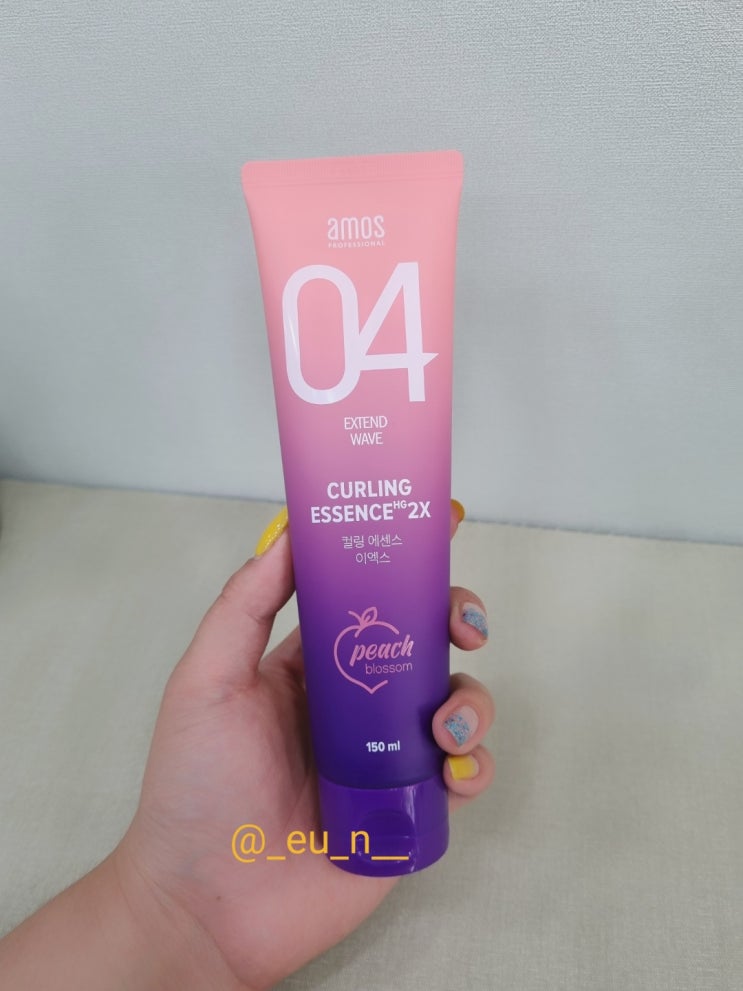 amos
PROFESSIONAL
04
EXTEND
WAVE
CURLING
ESSENCE HG 2X
컬링 에센스
이엑스
peach
blossom
150 ml
@_eu_n__